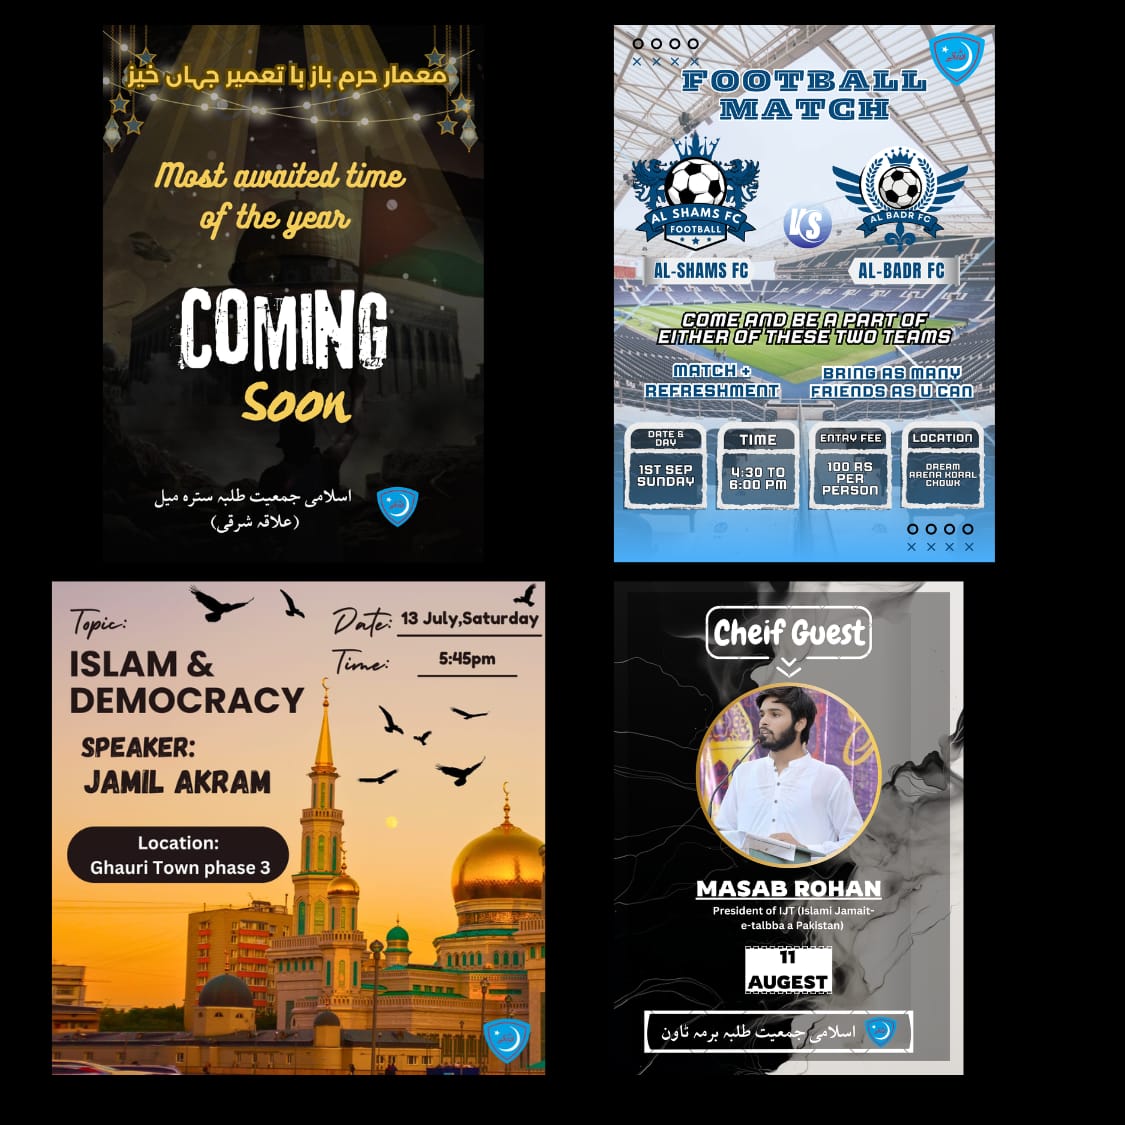 معمار حرم باز با تعمیر جہاں خیز
Most awaited time
of the year
COMING
Soon
اسلامی جمعیت طلبہ سترہ میل
(علاقہ شرقی)
FOOTBALL
MATCH
AL SHAMS FC
FOOTBALL
VS
AL BADR FC
AL-SHAMS FC
AL-BADR FC
COME AND BE A PART OF
EITHER OF THESE TWO TEAMS
MATCH +
REFRESHMENT
BRING AS MANY
FRIENDS AS U CAN
DATE &
DAY
1ST SEP
SUNDAY
TIME
4:30 TO
6:00 PM
ENTRY FEE
100 RS
PER
PERSON
LOCATION
DREAM
ARENA KORAL
CHOWK
Topic:
ISLAM &
DEMOCRACY
SPEAKER:
JAMIL AKRAM
Date: 13 July,Saturday
Time: 5:45pm
Location:
Ghauri Town phase 3
Cheif Guest
MASAB ROHAN
President of IJT (Islami Jamait-
e-talbba a Pakistan)
11
AUGEST
اسلامی جمعیت طلبہ برمہ ٹاون